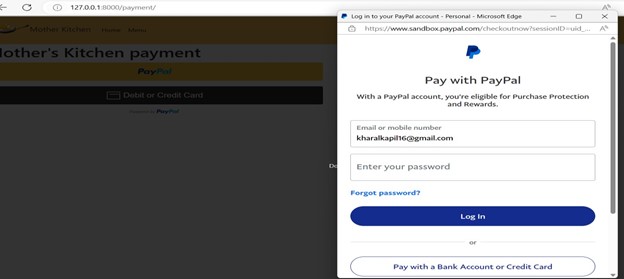 127.0.0.1:8000/payment/
Mother Kitchen Home Menu
other's Kitchen payment
PayPal
Debit or Credit Card
PayPal
Log in to your PayPal account - Personal - Microsoft Edge
https://www.sandbox.paypal.com/checkoutnow?sessionID=uid_...
Pay with PayPal
With a PayPal account, you're eligible for Purchase Protection
and Rewards.
Email or mobile number
kharalkapil16@gmail.com
Enter your password
Forgot password?
Log In
or
Pay with a Bank Account or Credit Card